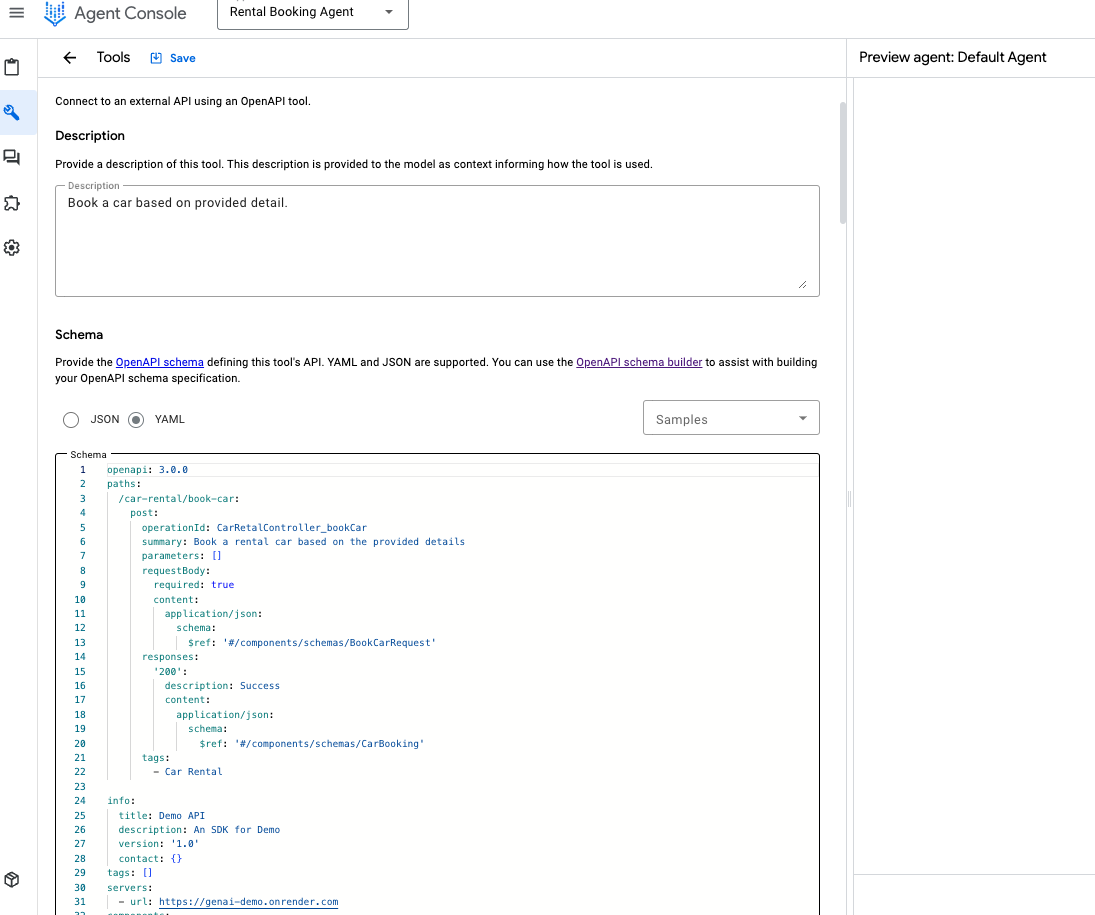 Agent Console
Rental Booking Agent
Tools
Save
Preview agent: Default Agent
Connect to an external API using an OpenAPI tool.
Description
Provide a description of this tool. This description is provided to the model as context informing how the tool is used.
Description
Book a car based on provided detail.
Schema
Provide the OpenAPI schema defining this tool's API. YAML and JSON are supported. You can use the OpenAPI schema builder to assist with building
your OpenAPI schema specification.
JSON YAML
Samples
Schema
1 openapi: 3.0.0
2 paths:
3 /car-rental/book-car:
4 post:
5 operationId: CarRetalController_bookCar
6 summary: Book a rental car based on the provided details
7 parameters: []
8 requestBody:
9 required: true
10 content:
11 application/json:
12 schema:
13 $ref: '#/components/schemas/BookCarRequest'
14 responses:
15 '200':
16 description: Success
17 content:
18 application/json:
19 schema:
20 $ref: '#/components/schemas/CarBooking'
21 tags:
22 - Car Rental
23
24 info:
25 title: Demo API
26 description: An SDK for Demo
27 version: '1.0'
28 contact: {}
29 tags: []
30 servers:
31 - url: https://genai-demo.onrender.com
32 components: